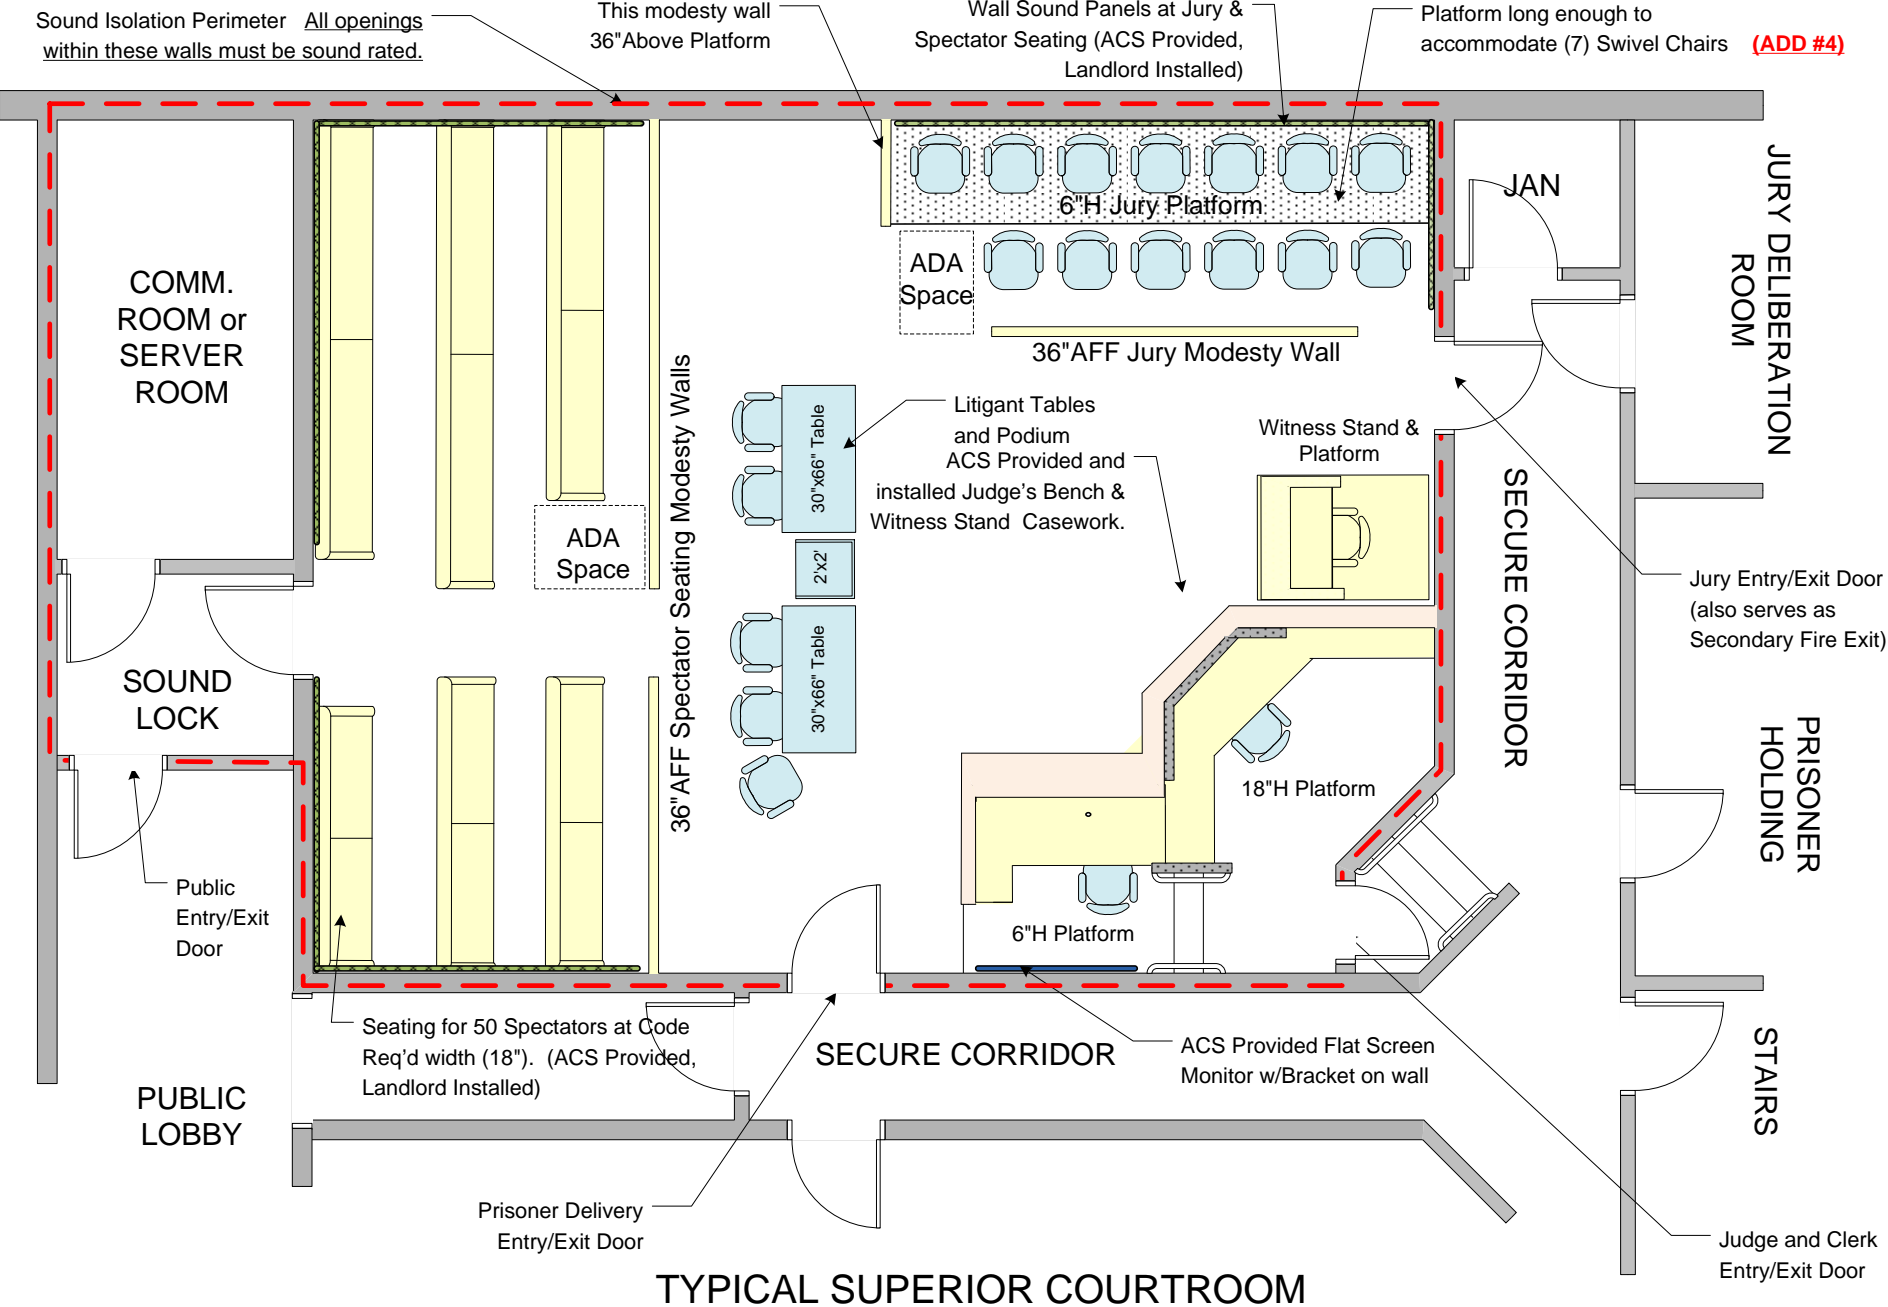 Sound Isolation Perimeter   All openings
within these walls must be sound rated.
This modesty wall
36"Above Platform
Wall Sound Panels at Jury &
Spectator Seating (ACS Provided,
Landlord Installed)
Platform long enough to
accommodate (7) Swivel Chairs   (ADD #4)
COMM.
ROOM or
SERVER
ROOM
6"H Jury Platform
ADA
Space
36"AFF Jury Modesty Wall
JAN
JURY DELIBERATION
ROOM
36"AFF Spectator Seating Modesty Walls
30"x66" Table
Litigant Tables
and Podium
ACS Provided and
installed Judge's Bench &
Witness Stand  Casework.
Witness Stand &
Platform
SECURE CORRIDOR
ADA
Space
2'x2'
30"x66" Table
Jury Entry/Exit Door
(also serves as
Secondary Fire Exit)
SOUND
LOCK
18"H Platform
PRISONER
HOLDING
Public
Entry/Exit
Door
6"H Platform
Seating for 50 Spectators at Code
Req'd width (18").  (ACS Provided,
Landlord Installed)
SECURE CORRIDOR
ACS Provided Flat Screen
Monitor w/Bracket on wall
STAIRS
PUBLIC
LOBBY
Prisoner Delivery
Entry/Exit Door
Judge and Clerk
Entry/Exit Door
TYPICAL SUPERIOR COURTROOM